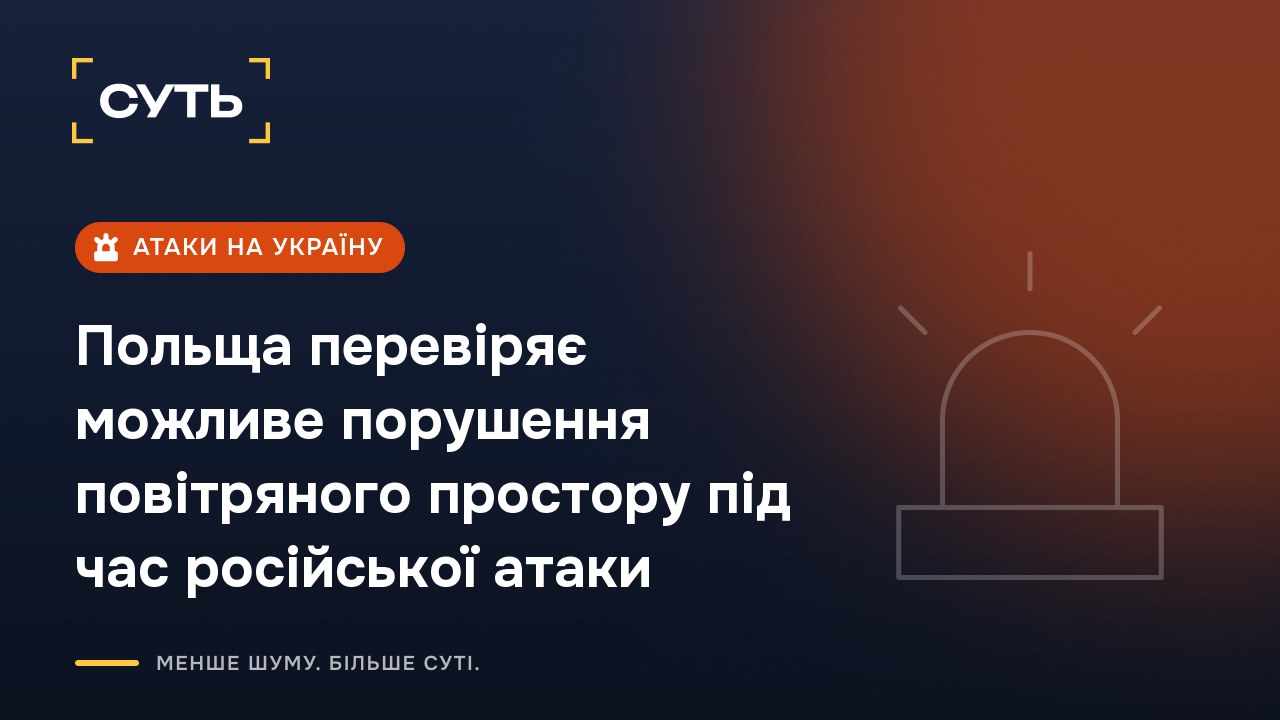 СУТЬ
АТАКИ НА УКРАЇНУ
Польща перевіряє
можливе порушення
повітряного простору під
час російської атаки
МЕНШЕ ШУМУ. БІЛЬШЕ СУТІ.